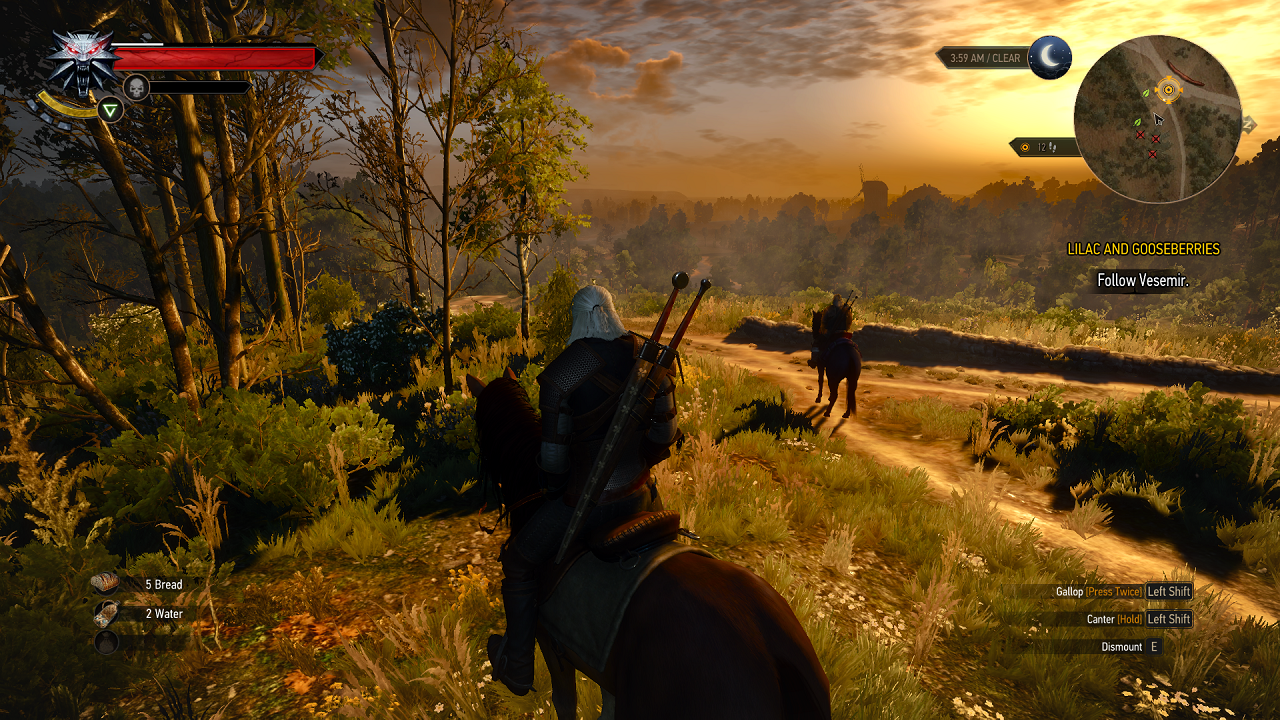 3:59 AM / CLEAR
12
LILAC AND GOOSEBERRIES
Follow Vesemir.
5 Bread
2 Water
Gallop [Press Twice] Left Shift
Canter [Hold] Left Shift
Dismount E